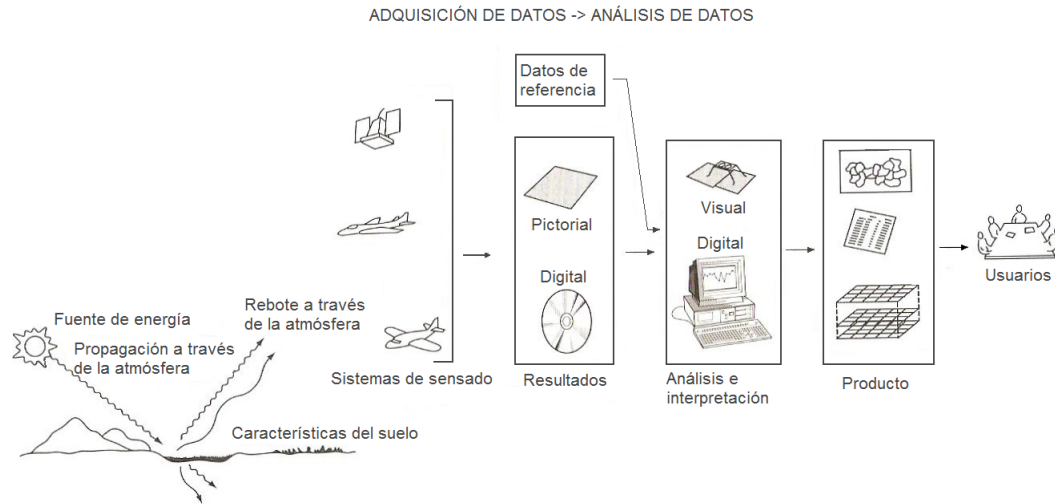 ADQUISICIÓN DE DATOS -> ANÁLISIS DE DATOS
Datos de
referencia
Pictorial
Digital
Visual
Digital
Usuarios
Fuente de energía
Propagación a través
de la atmósfera
Rebote a través
de la atmósfera
Características del suelo
Sistemas de sensado
Resultados
Análisis e
interpretación
Producto